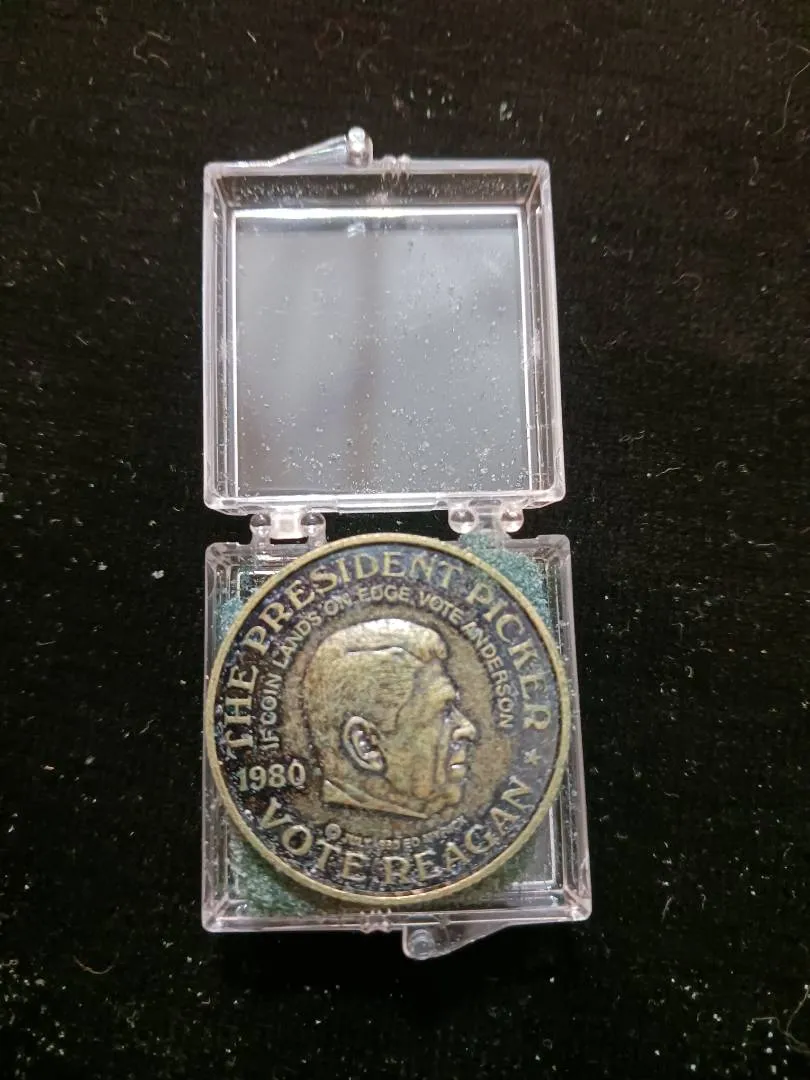 THE PRESIDENT PICKER
IF COIN LANDS ON EDGE, VOTE ANDERSON
1980
VOTE REAGAN